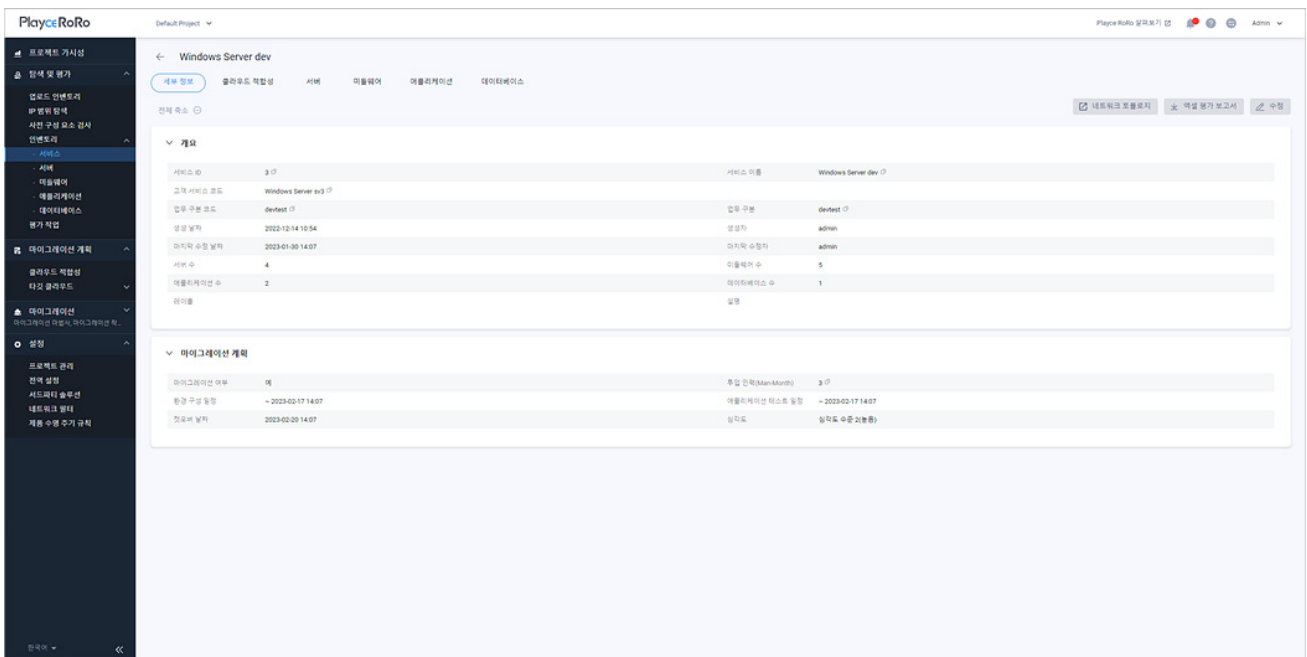 PlayceRoRo
Default Project
PlayceRoRo 알아보기
Admin
프로젝트 가시성
탐색 및 평가
업로드 인벤토리
IP 범위 탐색
사전 구성 요소 검사
인벤토리
- 서비스
- 서버
- 미들웨어
- 애플리케이션
- 데이터베이스
평가 작업
마이그레이션 계획
클라우드 적합성
타깃 클라우드
마이그레이션
마이그레이션 마법사, 마이그레이션 작...
설정
프로젝트 관리
전역 설정
서드파티 솔루션
네트워크 필터
제품 수명 주기 규칙
한국어
← Windows Server dev
세부 정보 클라우드 적합성 서버 미들웨어 애플리케이션 데이터베이스
전체 축소
네트워크 토폴로지 엑셀 평가 보고서 수정
개요
서비스 ID 3 서비스 이름 Windows Server dev
고객 서비스 코드 Windows Server sv3
업무 구분 코드 devtest 업무 구분 devtest
생성 날짜 2022-12-14 10:54 생성자 admin
마지막 수정 날짜 2023-01-30 14:07 마지막 수정자 admin
서버 수 4 미들웨어 수 5
애플리케이션 수 2 데이터베이스 수 1
레이블 설명
마이그레이션 계획
마이그레이션 여부 예 투입 인력(Man-Month) 3
환경 구성 일정 ~ 2023-02-17 14:07 애플리케이션 테스트 일정 ~ 2023-02-17 14:07
컷오버 날짜 2023-02-20 14:07 심각도 심각도 수준 2(높음)